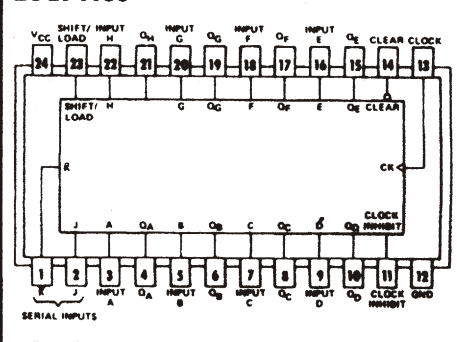 VCC SHIFT/ LOAD INPUT H QH INPUT G QG INPUT F QF INPUT E QE CLEAR CLOCK
24 23 22 21 20 19 18 17 16 15 14 13
SHIFT/ LOAD H G QG F QF E QE CLEAR
K CK
CLOCK INHIBIT
J A QA B QB C QC D QD
1 2 3 4 5 6 7 8 9 10 11 12
K J INPUT A QA INPUT B QB INPUT C QC INPUT D QD CLOCK INHIBIT GND
SERIAL INPUTS